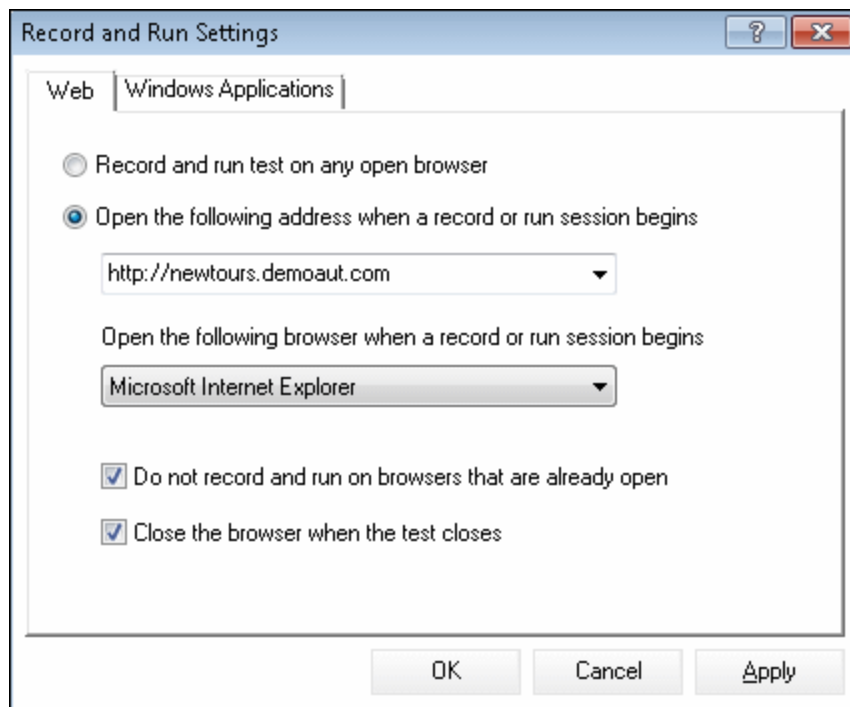 Record and Run Settings
Web
Windows Applications
Record and run test on any open browser
Open the following address when a record or run session begins
http://newtours.demoaut.com
Open the following browser when a record or run session begins
Microsoft Internet Explorer
Do not record and run on browsers that are already open
Close the browser when the test closes
OK
Cancel
Apply